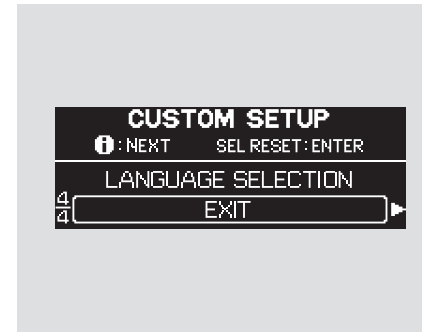 CUSTOM SETUP
i: NEXT SEL RESET: ENTER
LANGUAGE SELECTION
4/4 EXIT